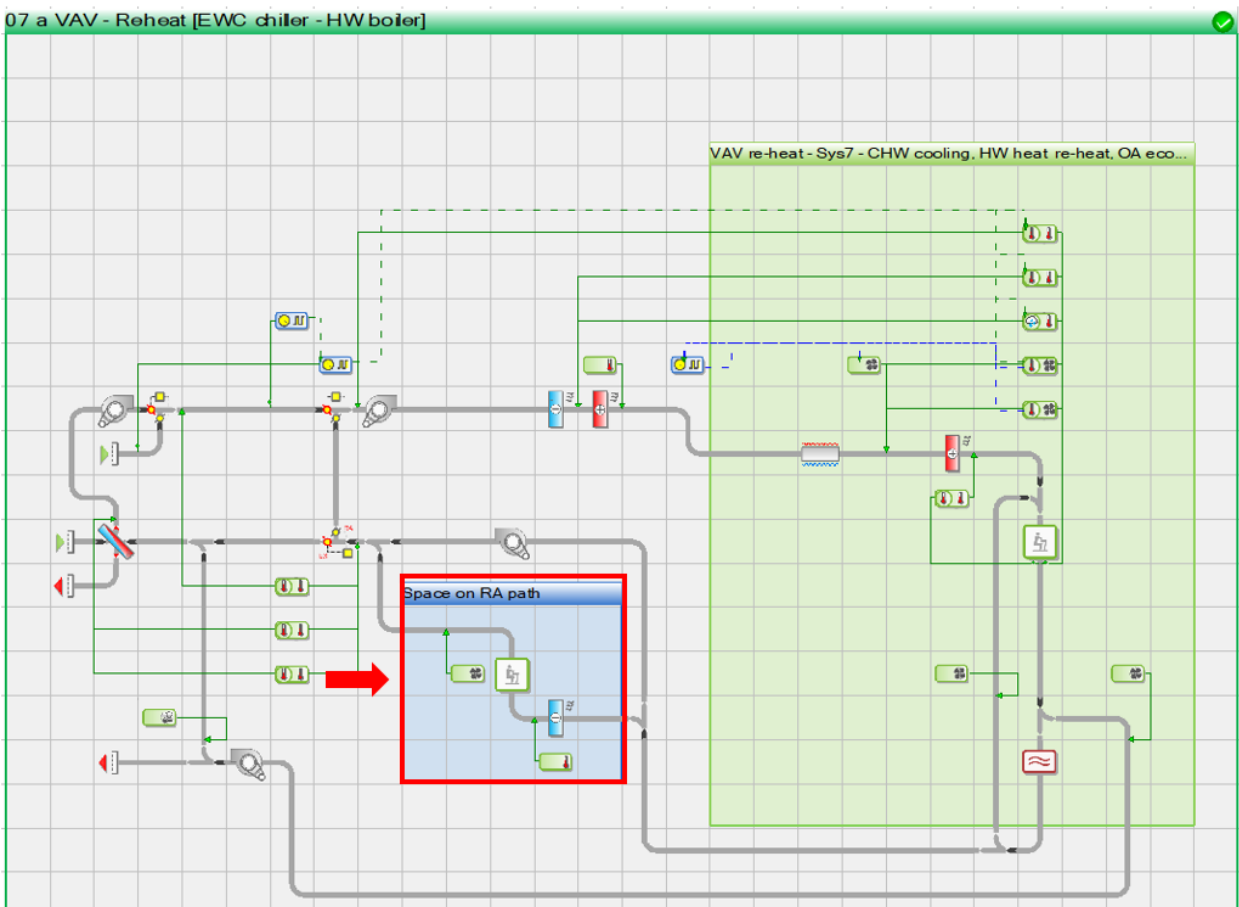 07 a VAV - Reheat [EWC chiller - HW boiler]
VAV re-heat - Sys7 - CHW cooling, HW heat re-heat, OA eco...
Space on RA path